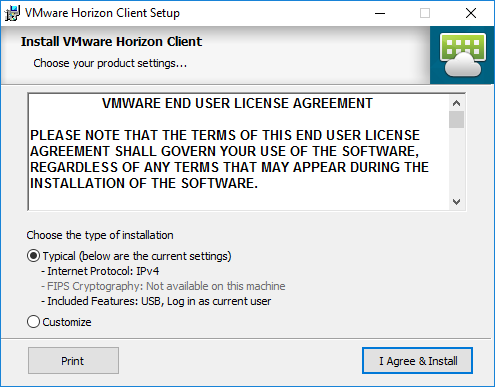 VMware Horizon Client Setup
Install VMware Horizon Client
Choose your product settings...
VMWARE END USER LICENSE AGREEMENT
PLEASE NOTE THAT THE TERMS OF THIS END USER LICENSE
AGREEMENT SHALL GOVERN YOUR USE OF THE SOFTWARE,
REGARDLESS OF ANY TERMS THAT MAY APPEAR DURING THE
INSTALLATION OF THE SOFTWARE.
Choose the type of installation
Typical (below are the current settings)
- Internet Protocol: IPv4
- FIPS Cryptography: Not available on this machine
- Included Features: USB, Log in as current user
Customize
Print
I Agree & Install